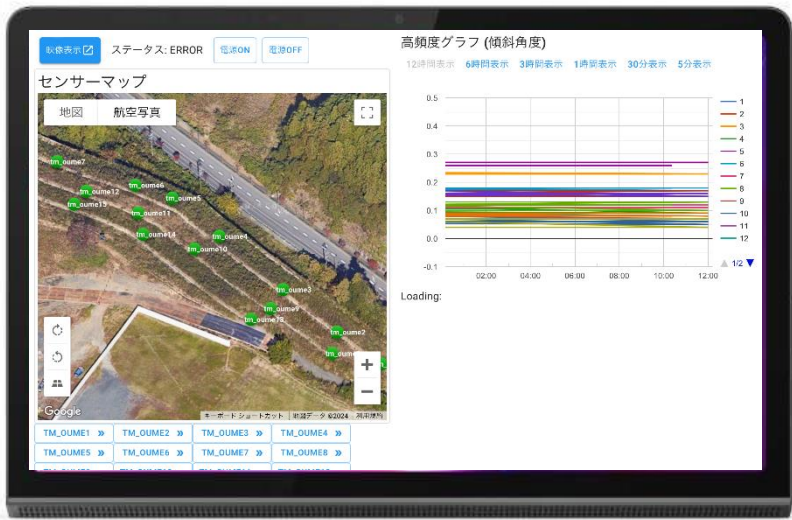 映像表示 ステータス: ERROR 電源ON 電源OFF
センサーマップ
地図 航空写真
tm_oume7
tm_oume6
tm_oume12
tm_oume5
tm_oume13
tm_oume11
tm_oume14
tm_oume4
tm_oume10
tm_oume3
tm_oume9
tm_oume2
Google
キーボード ショートカット 地図データ ©2024 利用規約
TM_OUME1 » TM_OUME2 » TM_OUME3 » TM_OUME4 »
TM_OUME5 » TM_OUME6 » TM_OUME7 » TM_OUME8 »
高頻度グラフ (傾斜角度)
12時間表示 6時間表示 3時間表示 1時間表示 30分表示 5分表示
0.5
0.4
0.3
0.2
0.1
0.0
-0.1
02:00 04:00 06:00 08:00 10:00 12:00
1
2
3
4
5
6
7
8
9
10
11
12
▲ 1/2 ▼
Loading: